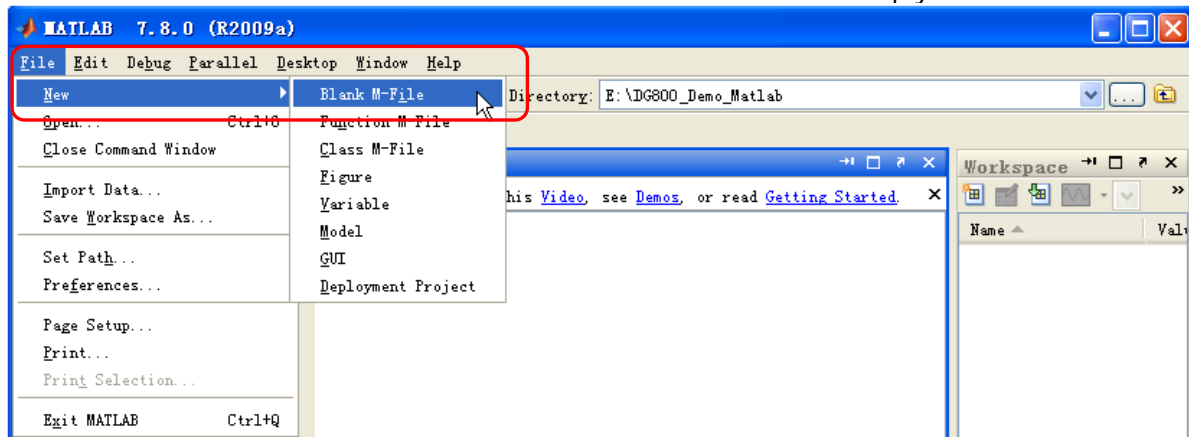 MATLAB 7.8.0 (R2009a)
File Edit Debug Parallel Desktop Window Help
New Blank M-File Directory: E:\DG800_Demo_Matlab ...
Open... Ctrl+O Function M-File
Close Command Window Class M-File
Figure
Import Data... Variable
Save Workspace As... Model
Set Path... GUI
Preferences... Deployment Project
Page Setup...
Print...
Print Selection...
Exit MATLAB Ctrl+Q
his Video, see Demos, or read Getting Started.
Workspace
Name Valu